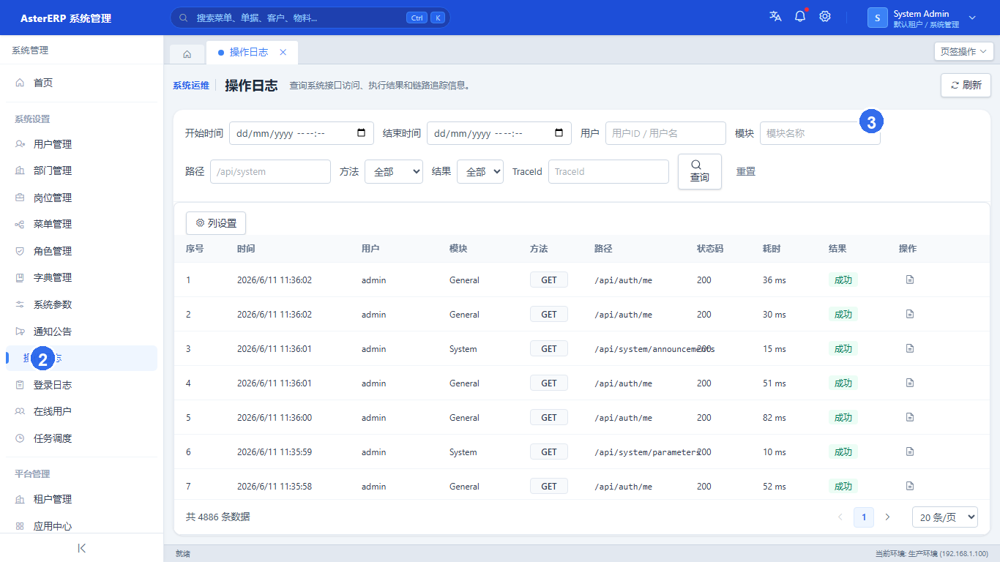 AsterERP 系统管理
搜索菜单、单据、客户、物料...
Ctrl
K
S
System Admin
默认租户 / 系统管理
系统管理
首页
系统设置
用户管理
部门管理
岗位管理
菜单管理
角色管理
字典管理
系统参数
通知公告
2
登录日志
在线用户
任务调度
平台管理
租户管理
应用中心
操作日志
页签操作
系统运维
操作日志
查询系统接口访问、执行结果和链路追踪信息。
刷新
开始时间 dd/mm/yyyy --:--
结束时间 dd/mm/yyyy --:--
用户 用户ID / 用户名
模块 模块名称
3
路径 /api/system
方法 全部
结果 全部
TraceId TraceId
查询
重置
列设置
序号 时间 用户 模块 方法 路径 状态码 耗时 结果 操作
1 2026/6/11 11:36:02 admin General GET /api/auth/me 200 36 ms 成功
2 2026/6/11 11:36:02 admin General GET /api/auth/me 200 30 ms 成功
3 2026/6/11 11:36:01 admin System GET /api/system/announcements 200 15 ms 成功
4 2026/6/11 11:36:01 admin General GET /api/auth/me 200 51 ms 成功
5 2026/6/11 11:36:00 admin General GET /api/auth/me 200 82 ms 成功
6 2026/6/11 11:35:59 admin System GET /api/system/parameters 200 10 ms 成功
7 2026/6/11 11:35:58 admin General GET /api/auth/me 200 52 ms 成功
共 4886 条数据
1
20 条/页
就绪
当前环境: 生产环境 (192.168.1.100)